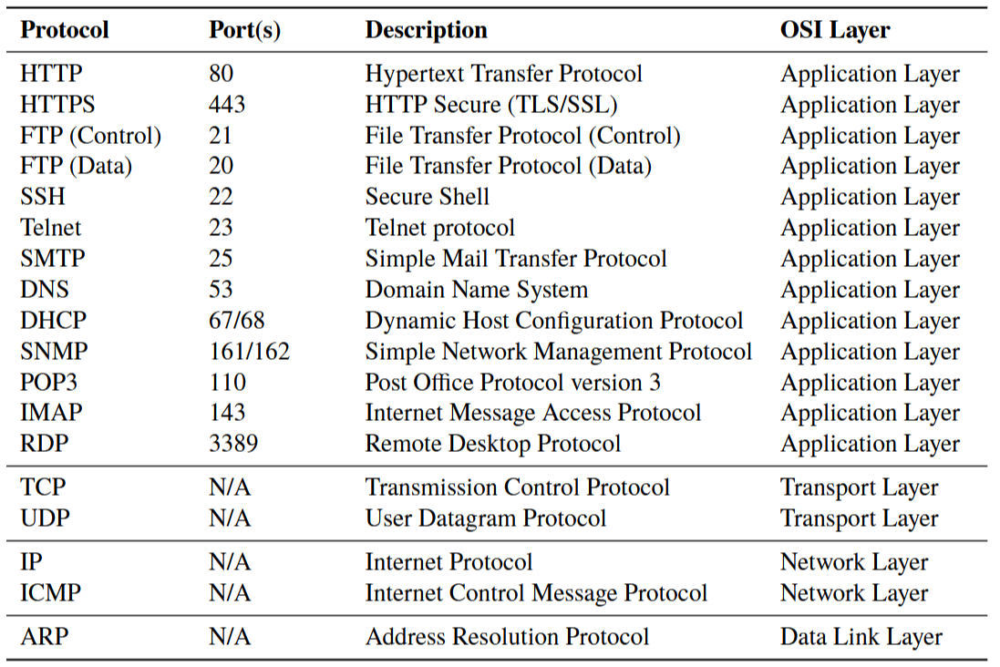 Protocol Port(s) Description OSI Layer
HTTP 80 Hypertext Transfer Protocol Application Layer
HTTPS 443 HTTP Secure (TLS/SSL) Application Layer
FTP (Control) 21 File Transfer Protocol (Control) Application Layer
FTP (Data) 20 File Transfer Protocol (Data) Application Layer
SSH 22 Secure Shell Application Layer
Telnet 23 Telnet protocol Application Layer
SMTP 25 Simple Mail Transfer Protocol Application Layer
DNS 53 Domain Name System Application Layer
DHCP 67/68 Dynamic Host Configuration Protocol Application Layer
SNMP 161/162 Simple Network Management Protocol Application Layer
POP3 110 Post Office Protocol version 3 Application Layer
IMAP 143 Internet Message Access Protocol Application Layer
RDP 3389 Remote Desktop Protocol Application Layer
TCP N/A Transmission Control Protocol Transport Layer
UDP N/A User Datagram Protocol Transport Layer
IP N/A Internet Protocol Network Layer
ICMP N/A Internet Control Message Protocol Network Layer
ARP N/A Address Resolution Protocol Data Link Layer